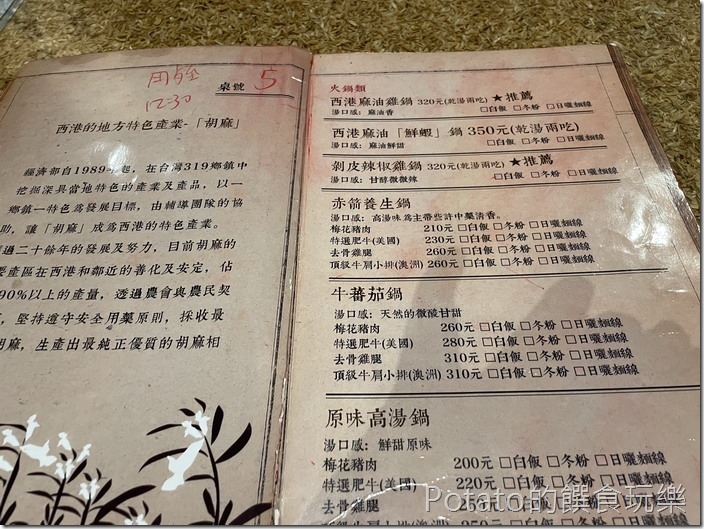 用餐
12:30
桌號 5
西港的地方特色產業-「胡麻」
經濟部自1989年起，在台灣319鄉鎮中
挖掘深具當地特色的產業及產品，以一
鄉鎮一特色為發展目標，由輔導團隊的協
助，讓「胡麻」成為西港的特色產業。
過二十餘年的發展及努力，目前胡麻的
產區在西港和鄰近的善化及安定，佔
90%以上的產量，透過農會與農民契
，堅持遵守安全用藥原則，採收最
胡麻，生產出最純正優質的胡麻相
火鍋類
西港麻油雞鍋 320元(乾湯兩吃) ★推薦
湯口感: 麻油香 □白飯 □冬粉 □日曬麵線
西港麻油「鮮蝦」鍋 350元(乾湯兩吃)
湯口感: 麻油鮮甜 □白飯 □冬粉 □日曬麵線
剝皮辣椒雞鍋 320元(乾湯兩吃) ★推薦
湯口感: 甘醇微微辣 □白飯 □冬粉 □日曬麵線
赤箭養生鍋
湯口感: 高湯味為主帶些許中藥清香。
梅花豬肉 210元 □白飯 □冬粉 □日曬麵線
特選肥牛(美國) 230元 □白飯 □冬粉 □日曬麵線
去骨雞腿 260元 □白飯 □冬粉 □日曬麵線
頂級牛肩小排(澳洲) 260元 □白飯 □冬粉 □日曬麵線
牛蕃茄鍋
湯口感: 天然的微酸甘甜
梅花豬肉 260元 □白飯 □冬粉 □日曬麵線
特選肥牛(美國) 280元 □白飯 □冬粉 □日曬麵線
去骨雞腿 310元 □白飯 □冬粉 □日曬麵線
頂級牛肩小排(澳洲) 310元 □白飯 □冬粉 □日曬麵線
原味高湯鍋
湯口感: 鮮甜原味
梅花豬肉 200元 □白飯 □冬粉 □日曬麵線
特選肥牛(美國) 220元 □白飯 □冬粉 □日曬麵線
去骨雞腿 250元 □白飯 □冬粉 □日曬麵線
Potato的饌食玩樂